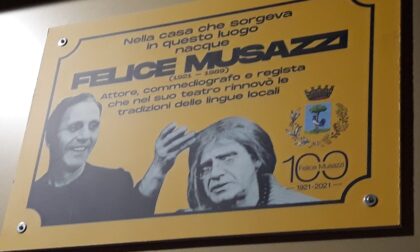 Nella casa che sorgeva
in questo luogo
nacque
FELICE MUSAZZI
(1921 - 1989)
Attore, commediografo e regista
che nel suo teatro rinnovò le
tradizioni delle lingue locali
100
Felice Musazzi
1921-2021